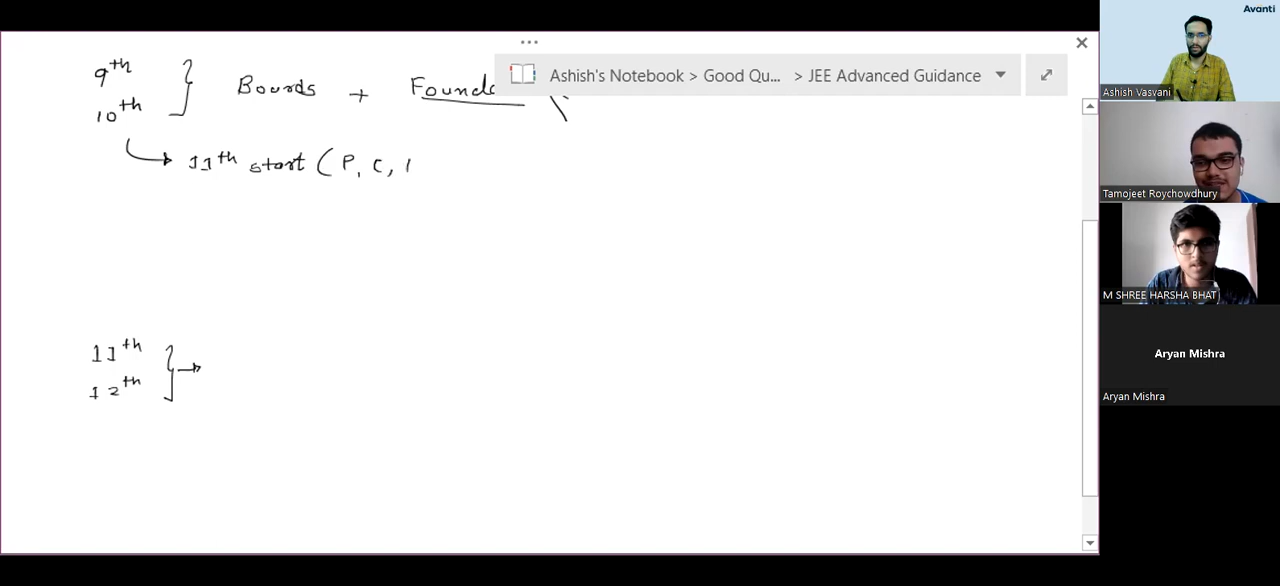 Avanti
9th
10th
} Boards + Founda
Ashish's Notebook > Good Qu... > JEE Advanced Guidance
Ashish Vasvani
11th start (P, C,
Tamojeet Roychowdhury
M SHREE HARSHA BHAT
11th
12th
Aryan Mishra
Aryan Mishra